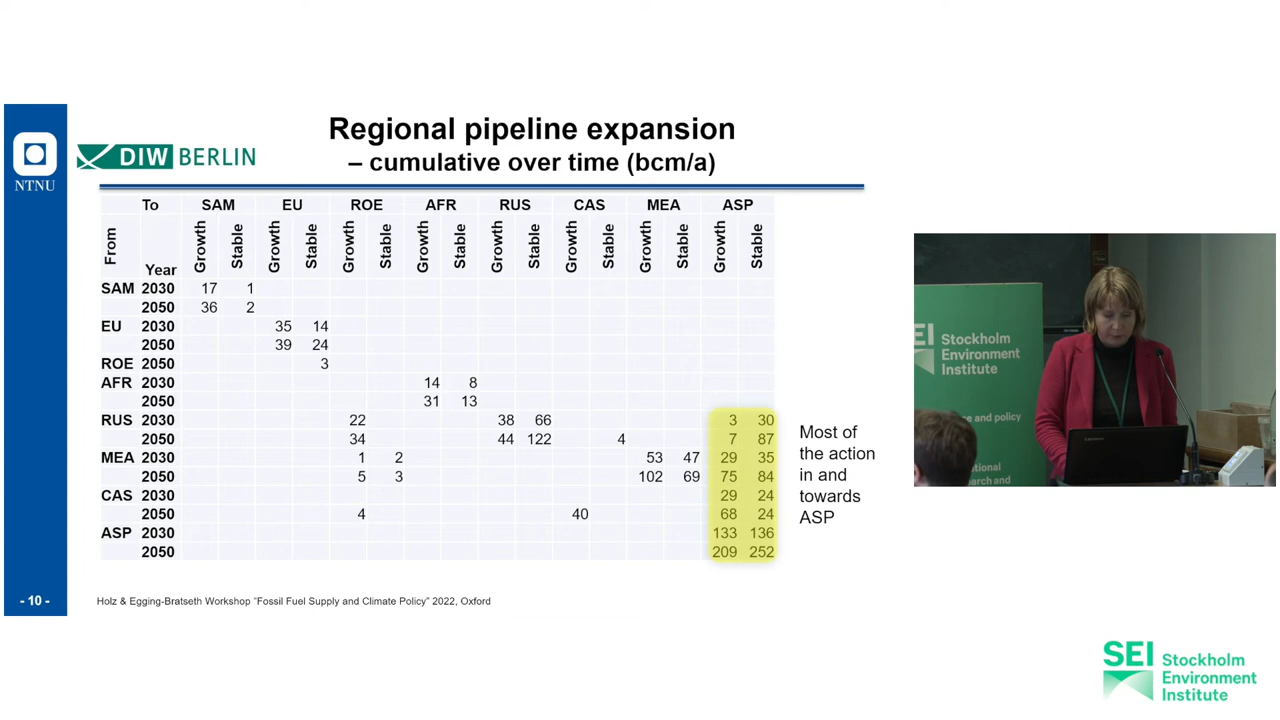 NTNU
DIW BERLIN
Regional pipeline expansion
– cumulative over time (bcm/a)
To SAM EU ROE AFR RUS CAS MEA ASP
From Year Growth Stable Growth Stable Growth Stable Growth Stable Growth Stable Growth Stable Growth Stable Growth Stable
SAM 2030 17 1
2050 36 2
EU 2030 35 14
2050 39 24
ROE 2050 3
AFR 2030 14 8
2050 31 13
RUS 2030 22 38 66 3 30
2050 34 44 122 4 7 87
MEA 2030 1 2 53 47 29 35
2050 5 3 102 69 75 84
CAS 2030 29 24
2050 4 40 68 24
ASP 2030 133 136
2050 209 252
Most of
the action
in and
towards
ASP
- 10 -
Holz & Egging-Bratseth Workshop "Fossil Fuel Supply and Climate Policy" 2022, Oxford
SEI Stockholm
Environment
Institute
ce and policy
Lenovo
SEI Stockholm
Environment
Institute